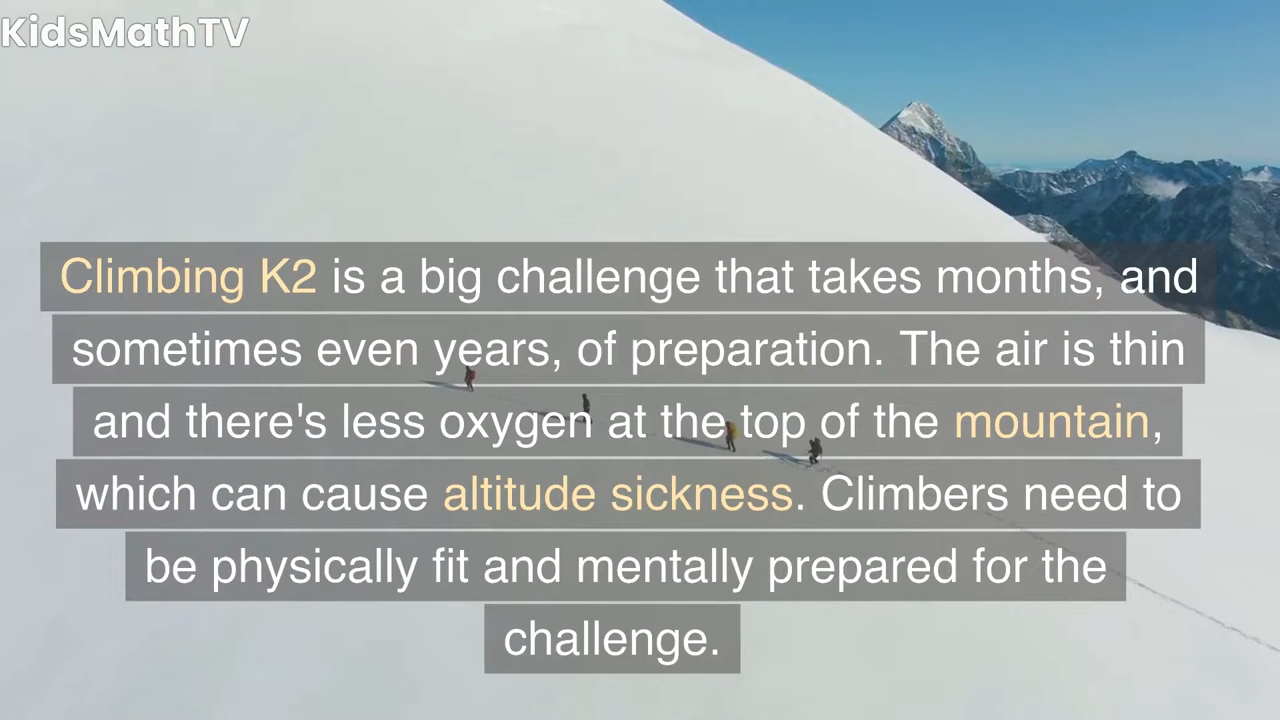 KidsMathTV
Climbing K2 is a big challenge that takes months, and
sometimes even years, of preparation. The air is thin
and there's less oxygen at the top of the mountain,
which can cause altitude sickness. Climbers need to
be physically fit and mentally prepared for the
challenge.